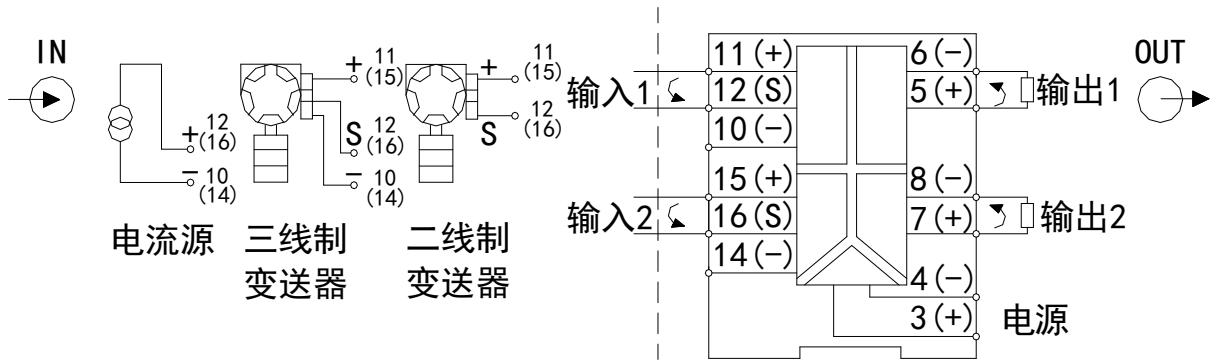 IN
+ 12
(16)
- 10
(14)
电流源
+ 11
(15)
S 12
(16)
- 10
(14)
三线制
变送器
+ 11
(15)
S 12
(16)
二线制
变送器
输入1
输入2
11(+)
12(S)
10(-)
15(+)
16(S)
14(-)
6(-)
5(+)
8(-)
7(+)
4(-)
3(+)
输出1
输出2
电源
OUT